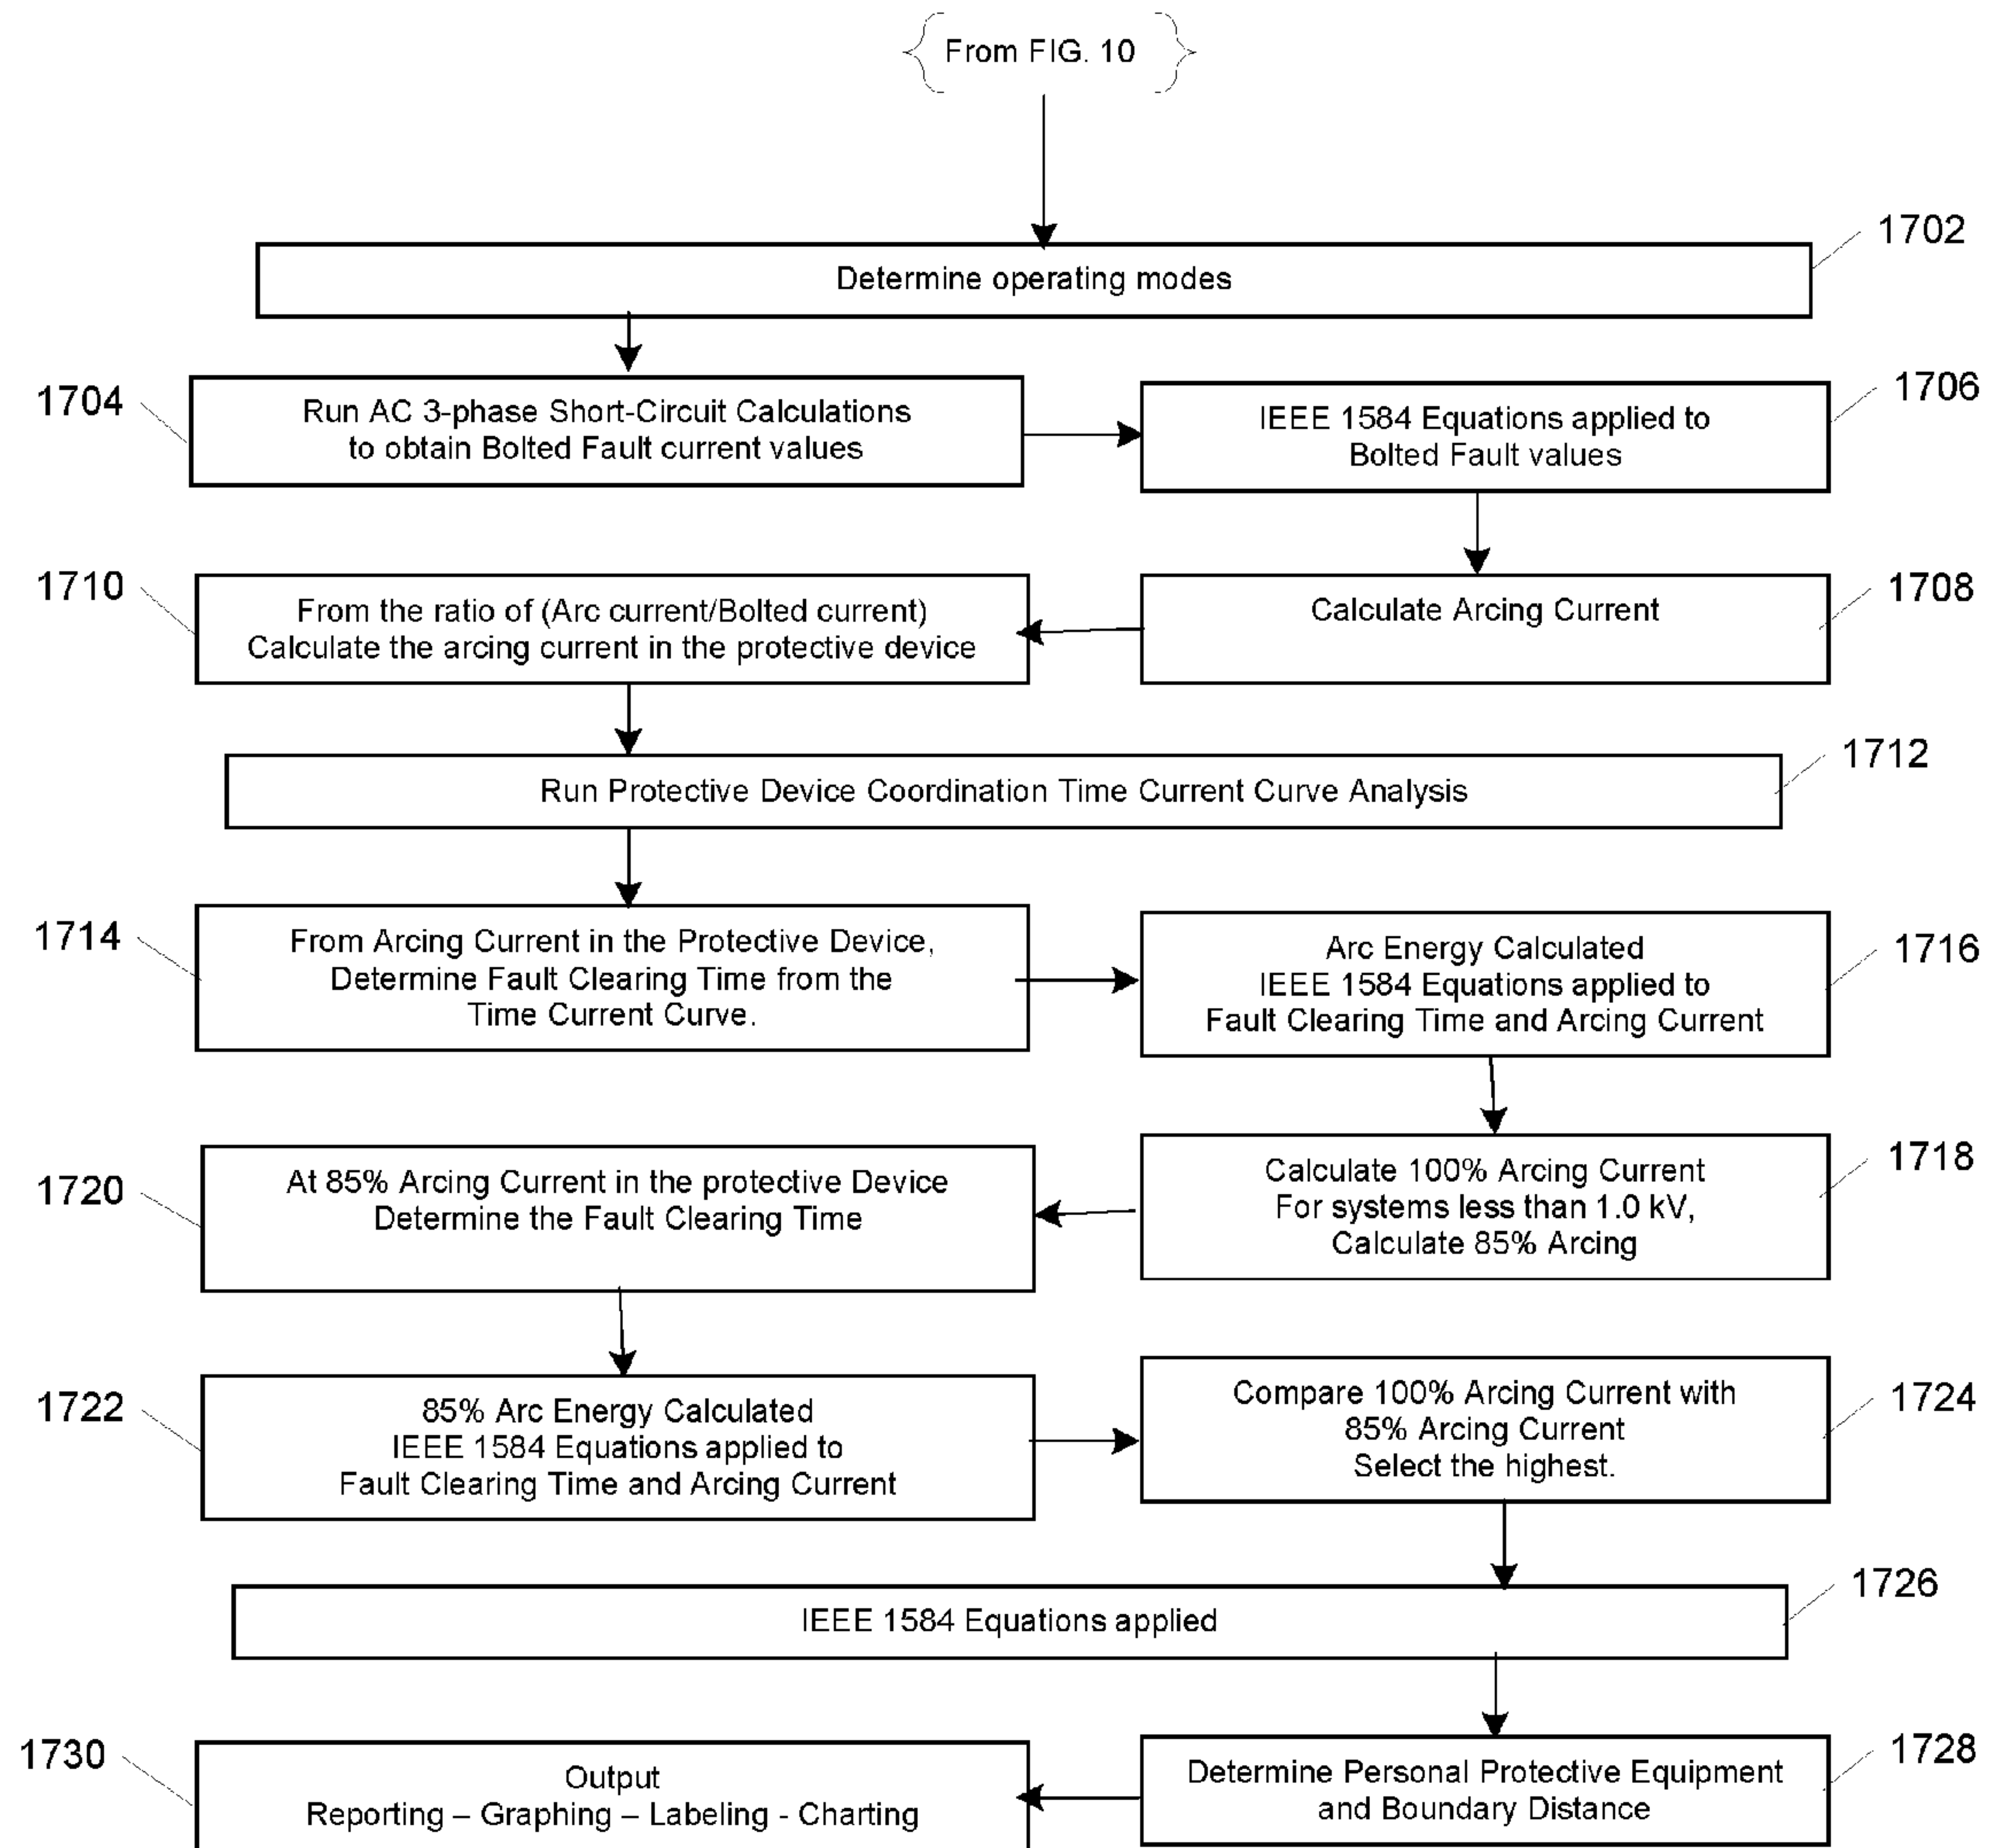 From FIG. 10
1702
Determine operating modes
1704
Run AC 3-phase Short-Circuit Calculations
to obtain Bolted Fault current values
1706
IEEE 1584 Equations applied to
Bolted Fault values
1710
From the ratio of (Arc current/Bolted current)
Calculate the arcing current in the protective device
1708
Calculate Arcing Current
1712
Run Protective Device Coordination Time Current Curve Analysis
1714
From Arcing Current in the Protective Device,
Determine Fault Clearing Time from the
Time Current Curve.
1716
Arc Energy Calculated
IEEE 1584 Equations applied to
Fault Clearing Time and Arcing Current
1720
At 85% Arcing Current in the protective Device
Determine the Fault Clearing Time
1718
Calculate 100% Arcing Current
For systems less than 1.0 kV,
Calculate 85% Arcing
1722
85% Arc Energy Calculated
IEEE 1584 Equations applied to
Fault Clearing Time and Arcing Current
1724
Compare 100% Arcing Current with
85% Arcing Current
Select the highest.
1726
IEEE 1584 Equations applied
1730
Output
Reporting – Graphing – Labeling - Charting
1728
Determine Personal Protective Equipment
and Boundary Distance